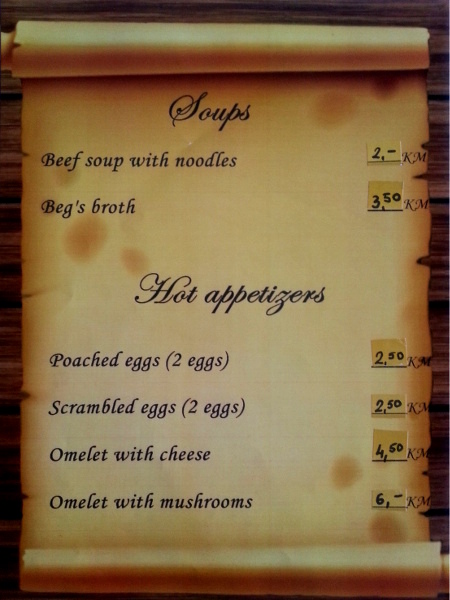 Soups
Beef soup with noodles 2,- KM
Beg's broth 3,50 KM
Hot appetizers
Poached eggs (2 eggs) 2,50 KM
Scrambled eggs (2 eggs) 2,50 KM
Omelet with cheese 4,50 KM
Omelet with mushrooms 6,- KM